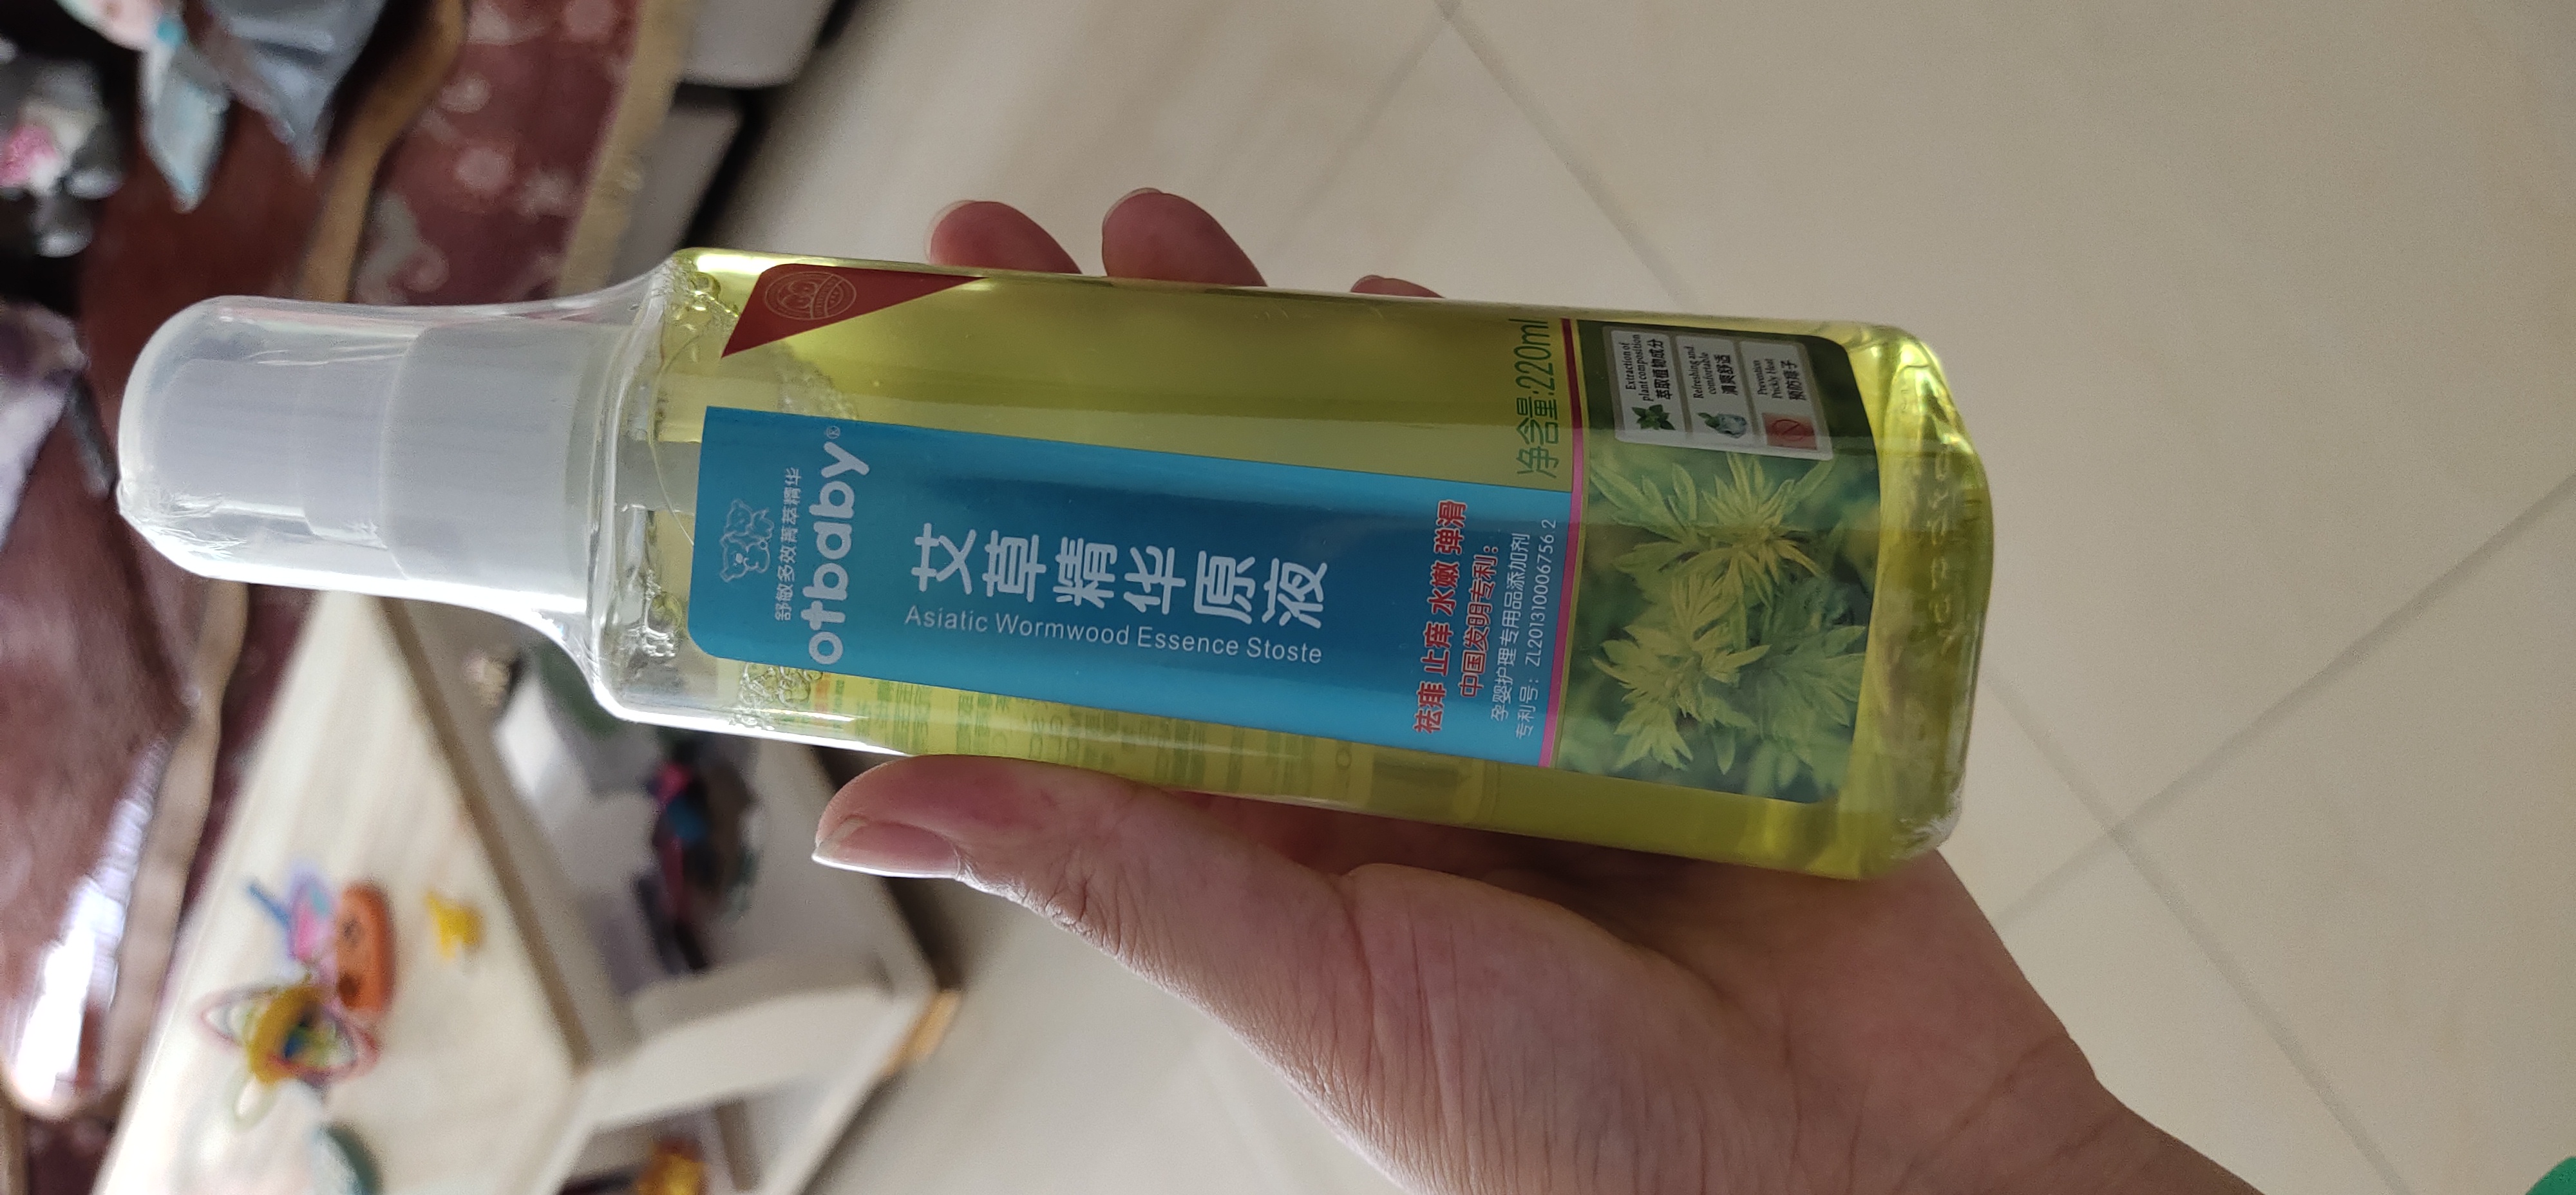 舒敏多效菁萃精华
otbaby®
艾草精华原液
Asiatic Wormwood Essence Stoste
祛痱 止痒 水嫩 弹滑
中国发明专利:
孕婴护理专用品添加剂
专利号: ZL201310006756 2
净含量:220ml
Extraction of
plant composition
萃取植物成分
Refreshing and
comfortable
清爽舒适
Prevention
Prickly Heat
预防痱子